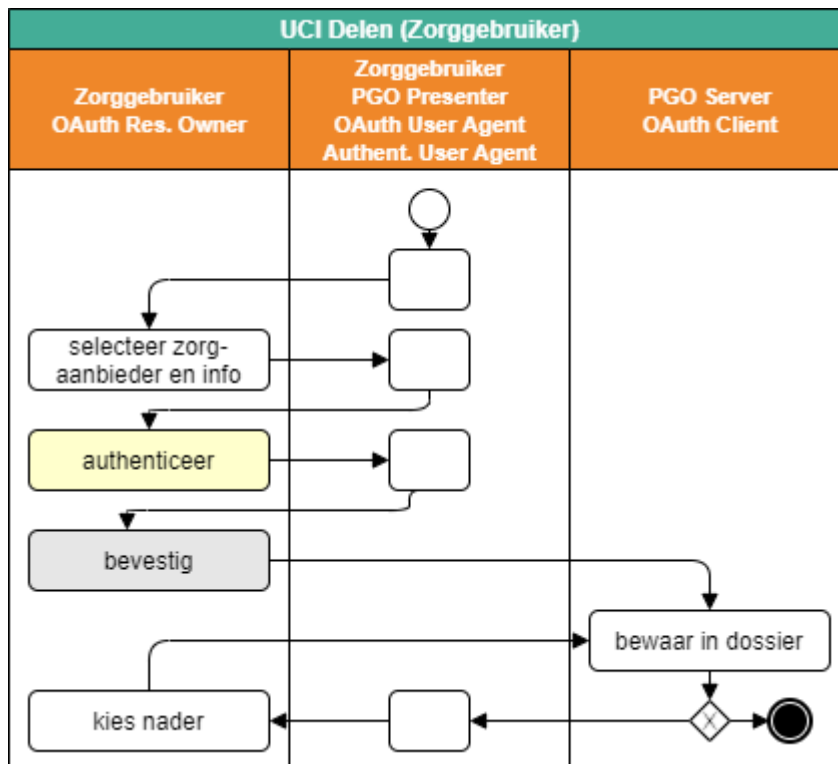 UCI Delen (Zorggebruiker)
Zorggebruiker
OAuth Res. Owner
Zorggebruiker
PGO Presenter
OAuth User Agent
Authent. User Agent
PGO Server
OAuth Client
selecteer zorg-
aanbieder en info
authenticeer
bevestig
bewaar in dossier
kies nader
X